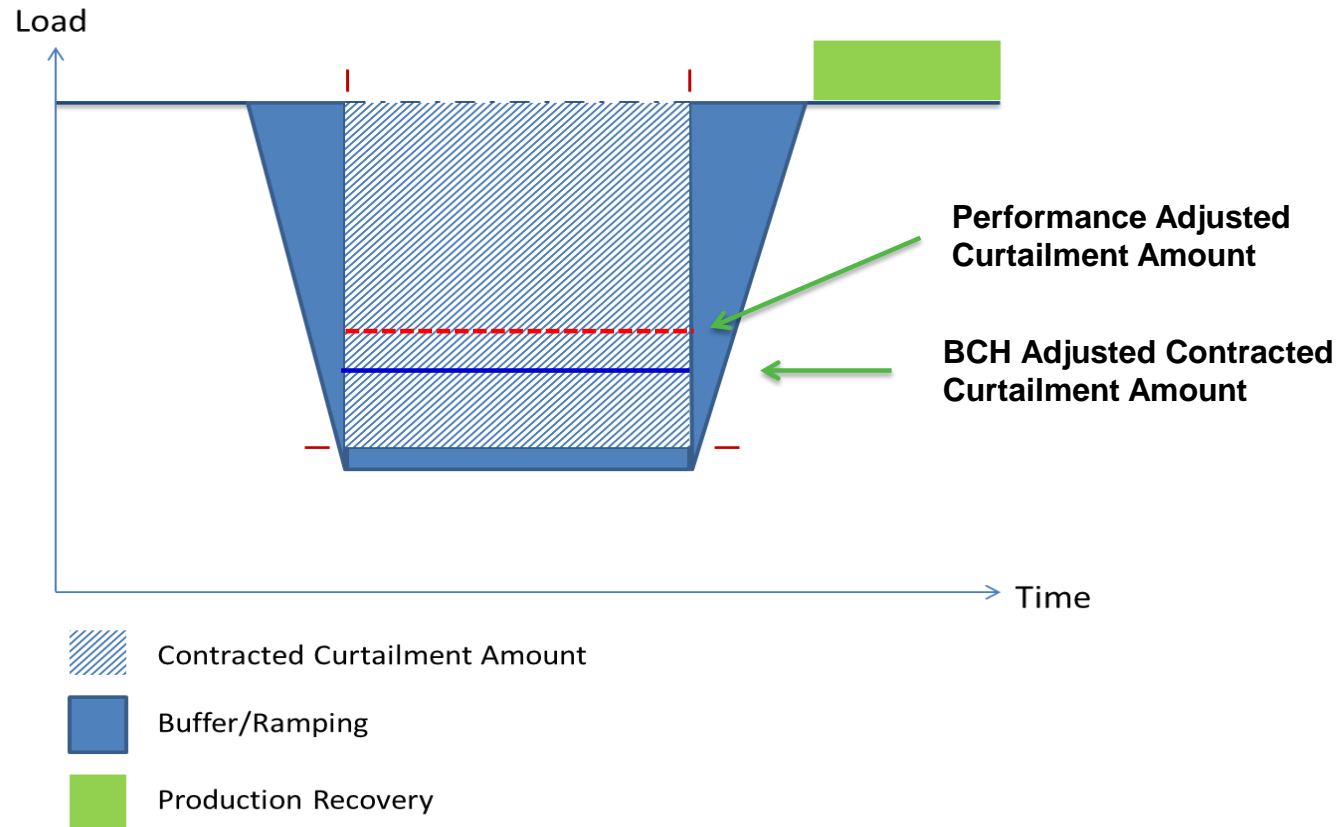 Load
Performance Adjusted
Curtailment Amount
BCH Adjusted Contracted
Curtailment Amount
Time
Contracted Curtailment Amount
Buffer/Ramping
Production Recovery